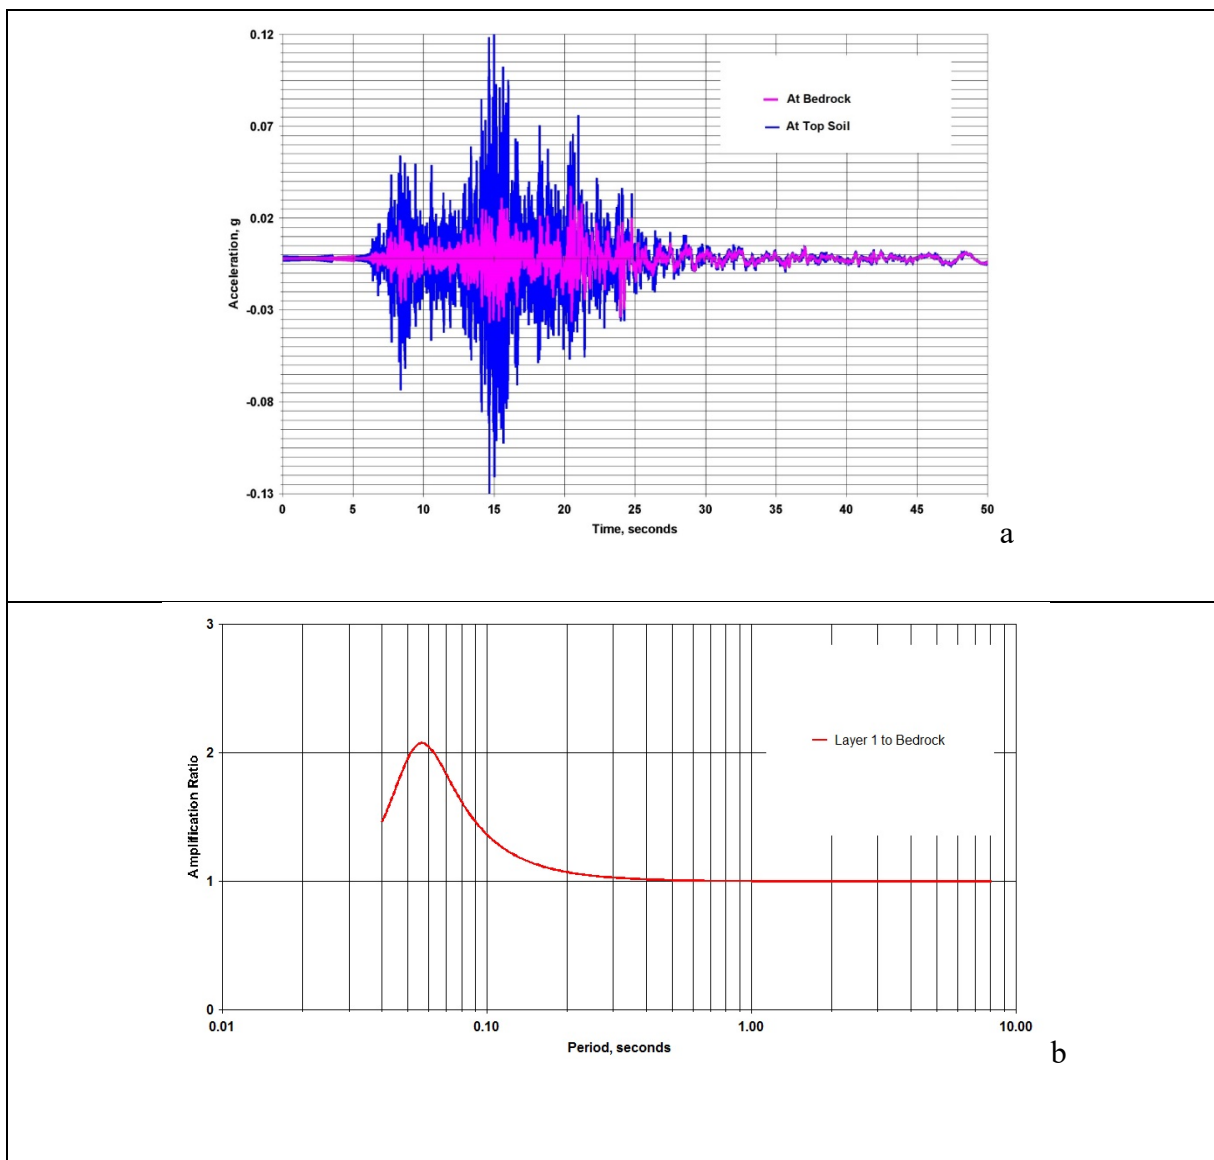 0.12
0.07
0.02
-0.03
-0.08
-0.13
Acceleration, g
At Bedrock
At Top Soil
0 5 10 15 20 25 30 35 40 45 50
Time, seconds
a
3
2
1
0
Amplification Ratio
Layer 1 to Bedrock
0.01 0.10 1.00 10.00
Period, seconds
b